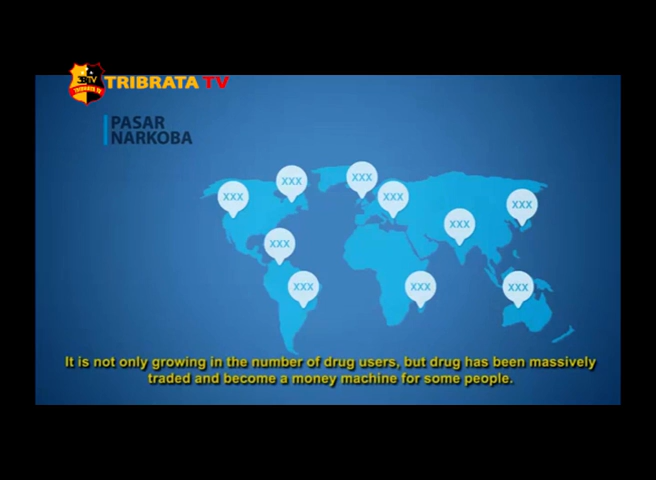 TRIBRATA TV
PASAR
NARKOBA
XXX
XXX
XXX
XXX
XXX
XXX
XXX
XXX
XXX
XXX
It is not only growing in the number of drug users, but drug has been massively
traded and become a money machine for some people.